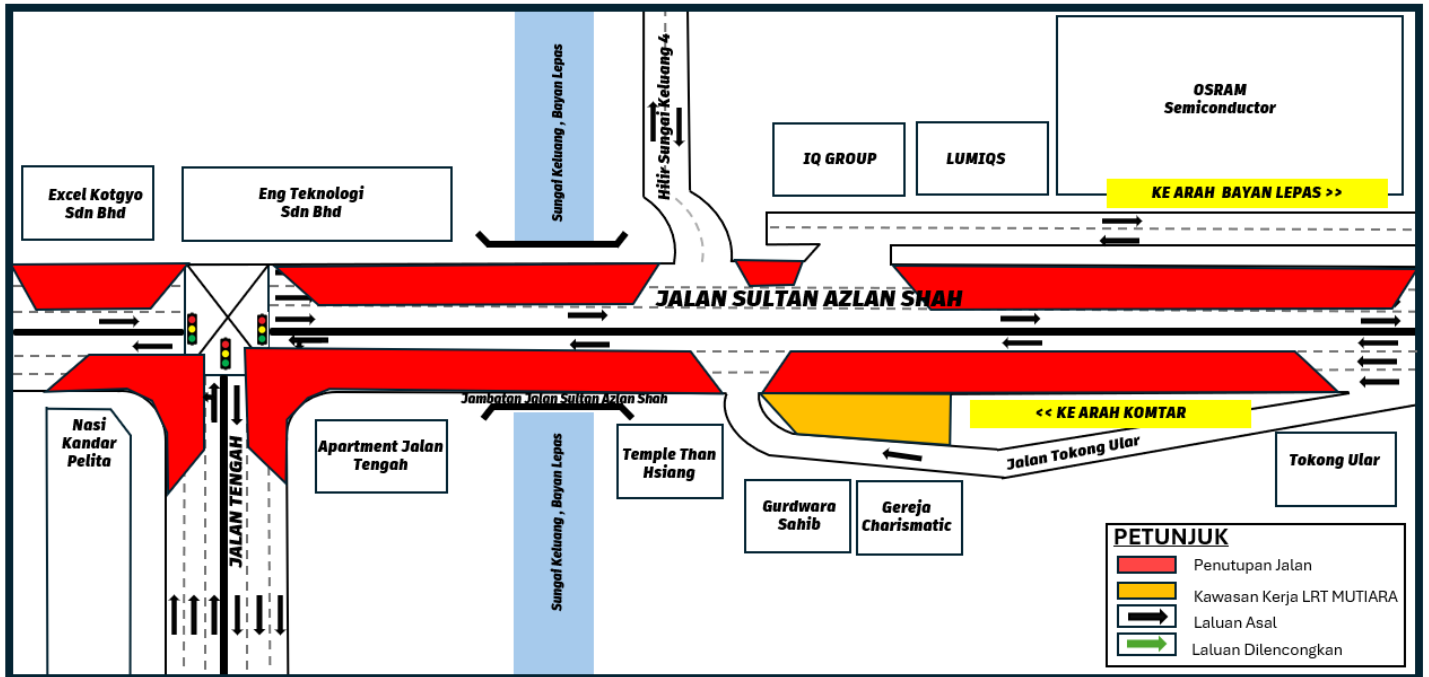 OSRAM
Semiconductor
IQ GROUP
LUMIQS
Hilir Sungai Keluang 4
Sungai Keluang , Bayan Lepas
Excel Kotgyo
Sdn Bhd
Eng Teknologi
Sdn Bhd
KE ARAH BAYAN LEPAS >>
JALAN SULTAN AZLAN SHAH
Jambatan Jalan Sultan Azlan Shah
<< KE ARAH KOMTAR
Nasi
Kandar
Pelita
JALAN TENGAH
Apartment Jalan
Tengah
Sungai Keluang , Bayan Lepas
Temple Than
Hsiang
Jalan Tokong Ular
Tokong Ular
Gurdwara
Sahib
Gereja
Charismatic
PETUNJUK
Penutupan Jalan
Kawasan Kerja LRT MUTIARA
Laluan Asal
Laluan Dilencongkan